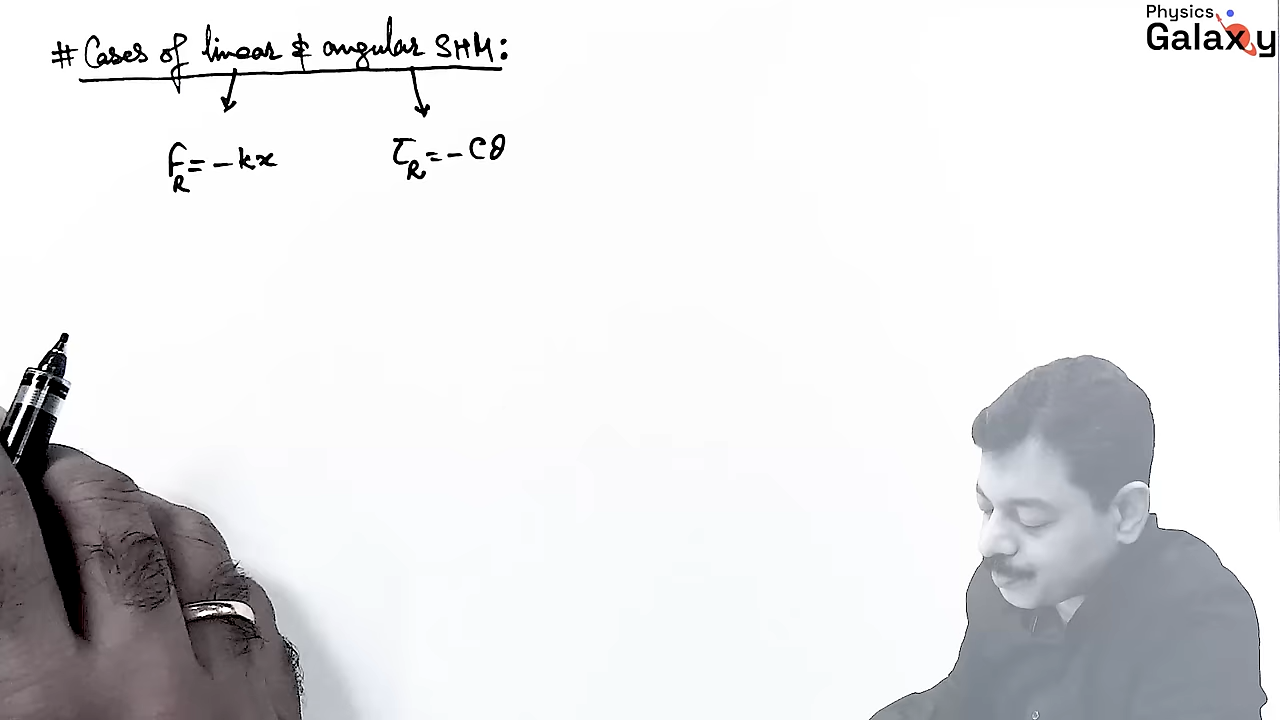 # Cases of linear & angular SHM:
F_R = -kx
τ_R = -Cθ
Physics
Galaxy